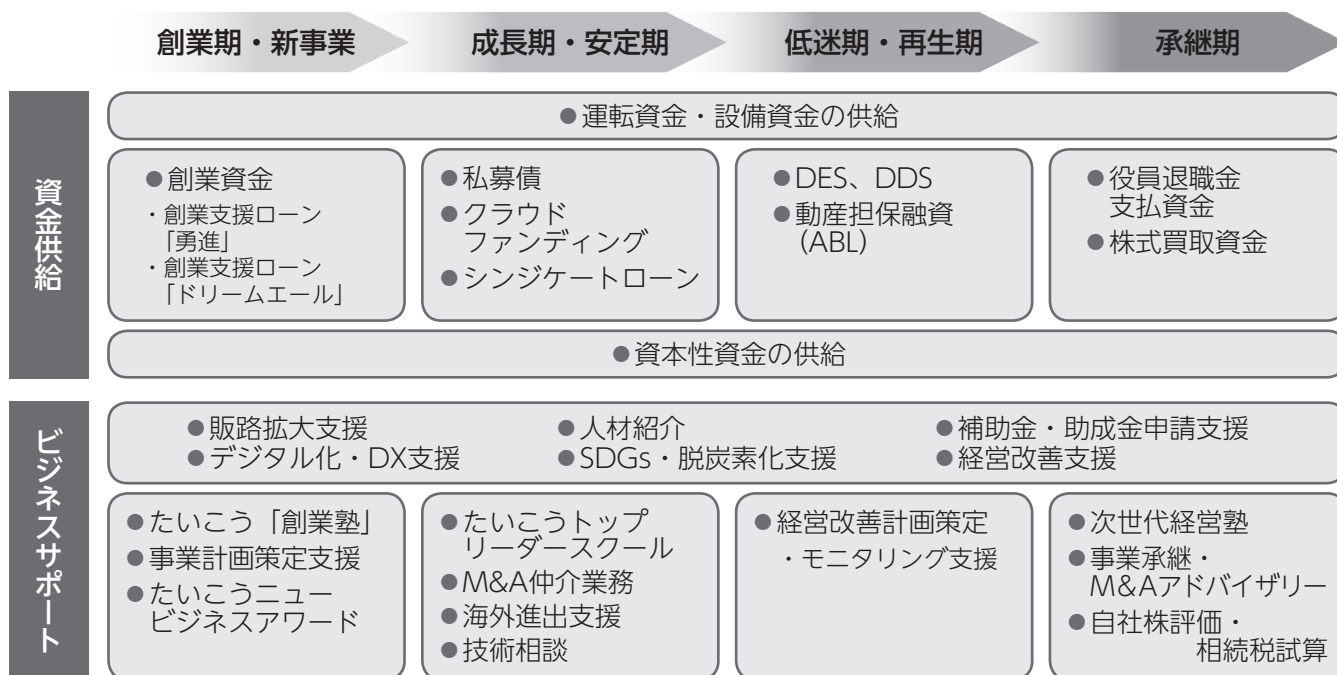 創業期・新事業
成長期・安定期
低迷期・再生期
承継期
資金供給
●運転資金・設備資金の供給
●創業資金
・創業支援ローン
「勇進」
・創業支援ローン
「ドリームエール」
●私募債
●クラウド
ファンディング
●シンジケートローン
●DES、DDS
●動産担保融資
(ABL)
●役員退職金
支払資金
●株式買取資金
●資本性資金の供給
ビジネスサポート
●販路拡大支援
●人材紹介
●補助金・助成金申請支援
●デジタル化・DX支援
●SDGs・脱炭素化支援
●経営改善支援
●たいこう「創業塾」
●事業計画策定支援
●たいこうニュー
ビジネスアワード
●たいこうトップ
リーダースクール
●M&A仲介業務
●海外進出支援
●技術相談
●経営改善計画策定
・モニタリング支援
●次世代経営塾
●事業承継・
M&Aアドバイザリー
●自社株評価・
相続税試算